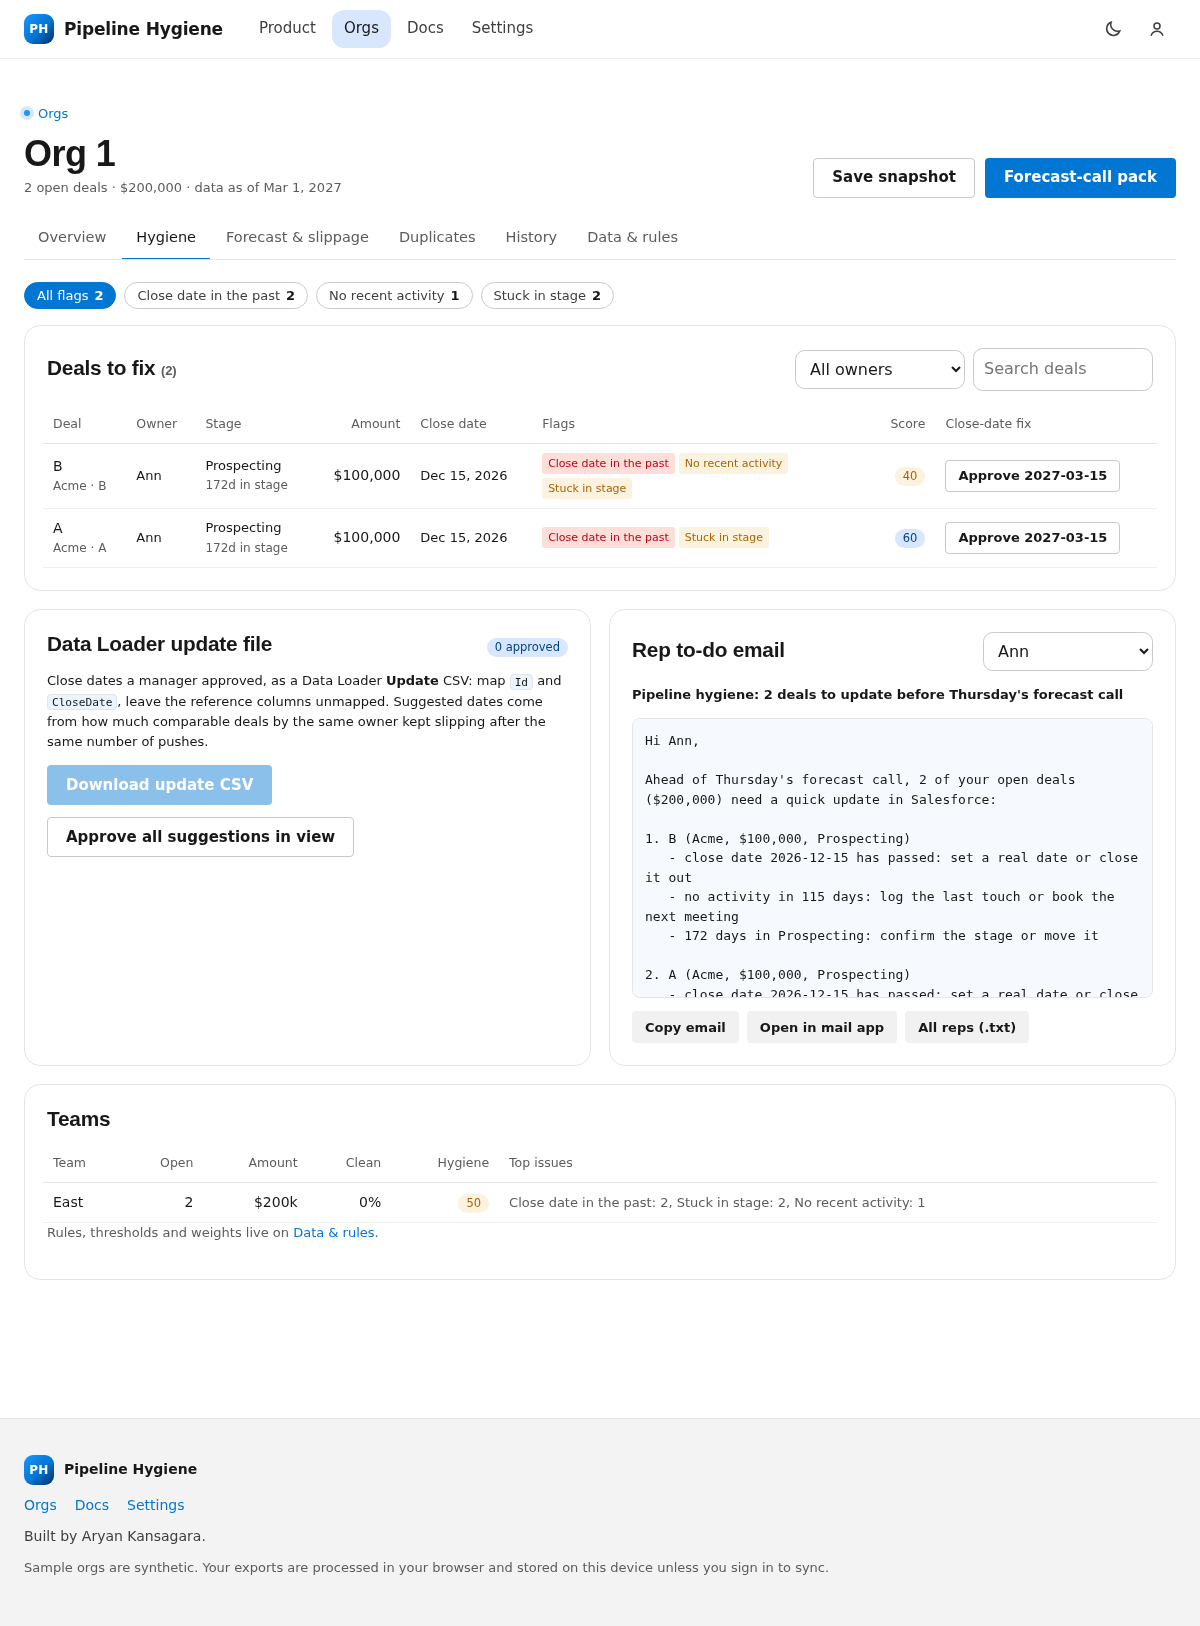 PH Pipeline Hygiene Product Orgs Docs Settings
Orgs
Org 1
2 open deals · $200,000 · data as of Mar 1, 2027
Save snapshot Forecast-call pack
Overview Hygiene Forecast & slippage Duplicates History Data & rules
All flags 2 Close date in the past 2 No recent activity 1 Stuck in stage 2
Deals to fix (2)
All owners Search deals
Deal Owner Stage Amount Close date Flags Score Close-date fix
B
Acme · B
Ann
Prospecting
172d in stage
$100,000 Dec 15, 2026
Close date in the past No recent activity
Stuck in stage
40 Approve 2027-03-15
A
Acme · A
Ann
Prospecting
172d in stage
$100,000 Dec 15, 2026
Close date in the past Stuck in stage
60 Approve 2027-03-15
Data Loader update file
0 approved
Close dates a manager approved, as a Data Loader Update CSV: map Id and
CloseDate, leave the reference columns unmapped. Suggested dates come
from how much comparable deals by the same owner kept slipping after the
same number of pushes.
Download update CSV
Approve all suggestions in view
Rep to-do email
Ann
Pipeline hygiene: 2 deals to update before Thursday's forecast call
Hi Ann,
Ahead of Thursday's forecast call, 2 of your open deals
($200,000) need a quick update in Salesforce:
1. B (Acme, $100,000, Prospecting)
- close date 2026-12-15 has passed: set a real date or close
it out
- no activity in 115 days: log the last touch or book the
next meeting
- 172 days in Prospecting: confirm the stage or move it
2. A (Acme, $100,000, Prospecting)
- close date 2026-12-15 has passed: set a real date or close
Copy email Open in mail app All reps (.txt)
Teams
Team Open Amount Clean Hygiene Top issues
East 2 $200k 0% 50 Close date in the past: 2, Stuck in stage: 2, No recent activity: 1
Rules, thresholds and weights live on Data & rules.
PH Pipeline Hygiene
Orgs Docs Settings
Built by Aryan Kansagara.
Sample orgs are synthetic. Your exports are processed in your browser and stored on this device unless you sign in to sync.